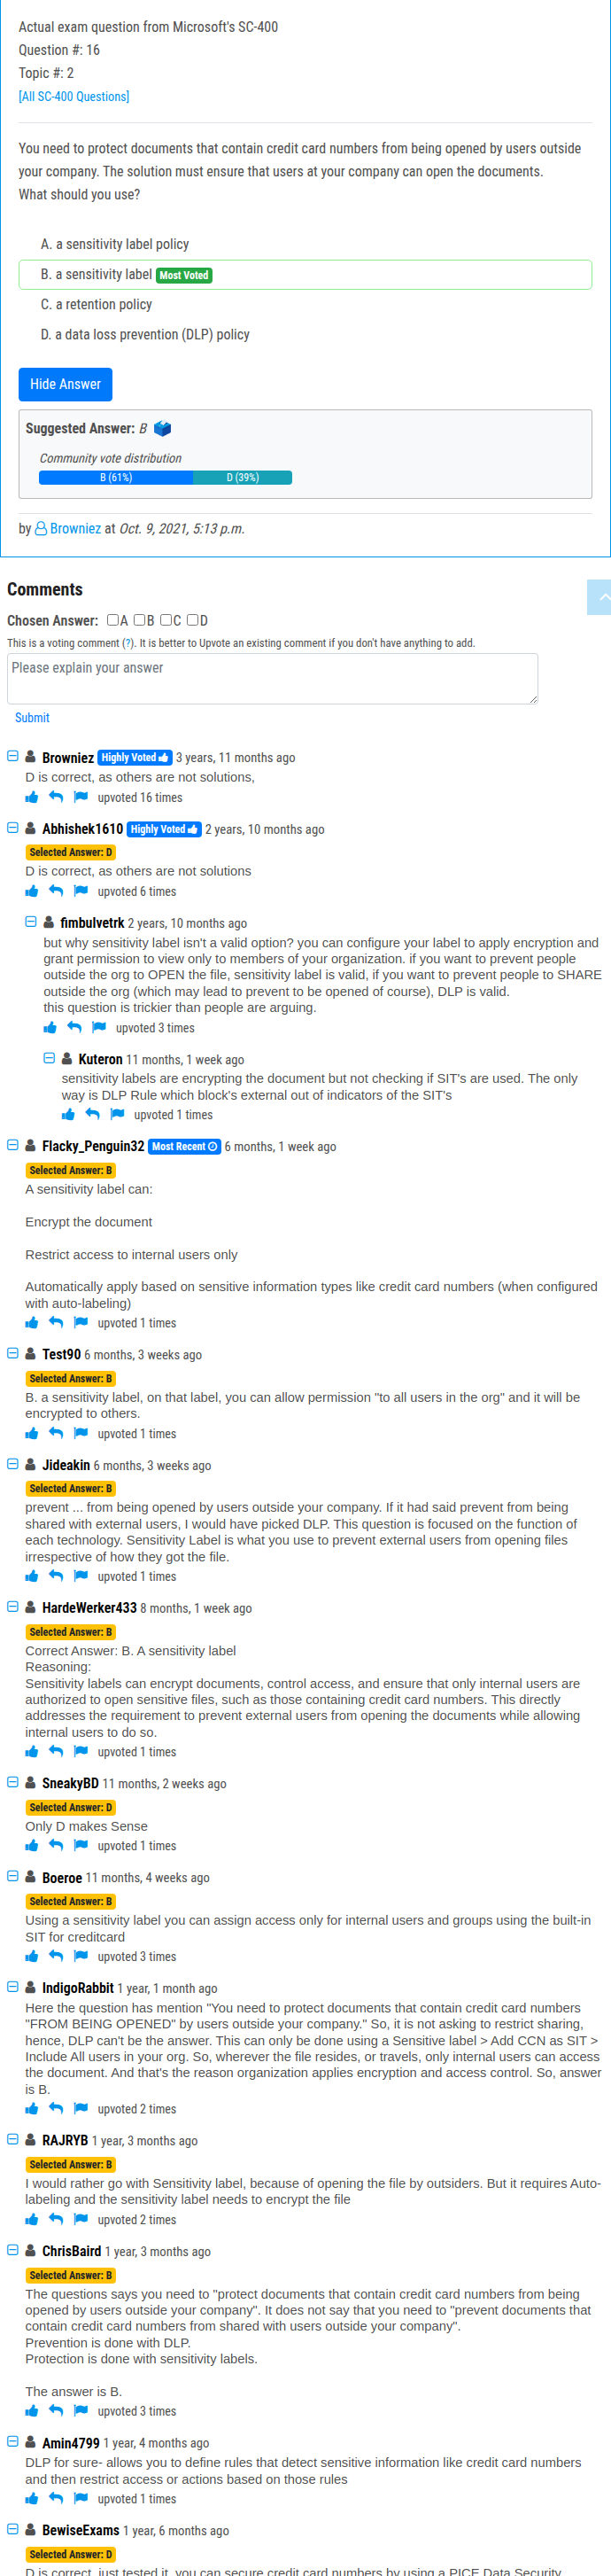 Actual exam question from Microsoft's SC-400
Question #: 16
Topic #: 2
[All SC-400 Questions]
You need to protect documents that contain credit card numbers from being opened by users outside
your company. The solution must ensure that users at your company can open the documents.
What should you use?
A. a sensitivity label policy
B. a sensitivity label Most Voted
C. a retention policy
D. a data loss prevention (DLP) policy
Hide Answer
Suggested Answer: B
Community vote distribution
B (61%) D (39%)
by Browniez at Oct. 9, 2021, 5:13 p.m.
Comments
Chosen Answer: A B C D
This is a voting comment (?). It is better to Upvote an existing comment if you don't have anything to add.
Please explain your answer
Submit
Browniez Highly Voted 3 years, 11 months ago
D is correct, as others are not solutions,
upvoted 16 times
Abhishek1610 Highly Voted 2 years, 10 months ago
Selected Answer: D
D is correct, as others are not solutions
upvoted 6 times
fimbulvetrk 2 years, 10 months ago
but why sensitivity label isn't a valid option? you can configure your label to apply encryption and
grant permission to view only to members of your organization. if you want to prevent people
outside the org to OPEN the file, sensitivity label is valid, if you want to prevent people to SHARE
outside the org (which may lead to prevent to be opened of course), DLP is valid.
this question is trickier than people are arguing.
upvoted 3 times
Kuteron 11 months, 1 week ago
sensitivity labels are encrypting the document but not checking if SIT's are used. The only
way is DLP Rule which block's external out of indicators of the SIT's
upvoted 1 times
Flacky_Penguin32 Most Recent 6 months, 1 week ago
Selected Answer: B
A sensitivity label can:
Encrypt the document
Restrict access to internal users only
Automatically apply based on sensitive information types like credit card numbers (when configured
with auto-labeling)
upvoted 1 times
Test90 6 months, 3 weeks ago
Selected Answer: B
B. a sensitivity label, on that label, you can allow permission "to all users in the org" and it will be
encrypted to others.
upvoted 1 times
Jideakin 6 months, 3 weeks ago
Selected Answer: B
prevent ... from being opened by users outside your company. If it had said prevent from being
shared with external users, I would have picked DLP. This question is focused on the function of
each technology. Sensitivity Label is what you use to prevent external users from opening files
irrespective of how they got the file.
upvoted 1 times
HardeWerker433 8 months, 1 week ago
Selected Answer: B
Correct Answer: B. A sensitivity label
Reasoning:
Sensitivity labels can encrypt documents, control access, and ensure that only internal users are
authorized to open sensitive files, such as those containing credit card numbers. This directly
addresses the requirement to prevent external users from opening the documents while allowing
internal users to do so.
upvoted 1 times
SneakyBD 11 months, 2 weeks ago
Selected Answer: D
Only D makes Sense
upvoted 1 times
Boeroe 11 months, 4 weeks ago
Selected Answer: B
Using a sensitivity label you can assign access only for internal users and groups using the built-in
SIT for creditcard
upvoted 3 times
IndigoRabbit 1 year, 1 month ago
Here the question has mention "You need to protect documents that contain credit card numbers
"FROM BEING OPENED" by users outside your company." So, it is not asking to restrict sharing,
hence, DLP can't be the answer. This can only be done using a Sensitive label > Add CCN as SIT >
Include All users in your org. So, wherever the file resides, or travels, only internal users can access
the document. And that's the reason organization applies encryption and access control. So, answer
is B.
upvoted 2 times
RAJRYB 1 year, 3 months ago
Selected Answer: B
I would rather go with Sensitivity label, because of opening the file by outsiders. But it requires Auto-
labeling and the sensitivity label needs to encrypt the file
upvoted 2 times
ChrisBaird 1 year, 3 months ago
Selected Answer: B
The questions says you need to "protect documents that contain credit card numbers from being
opened by users outside your company". It does not say that you need to "prevent documents that
contain credit card numbers from shared with users outside your company".
Prevention is done with DLP.
Protection is done with sensitivity labels.
The answer is B.
upvoted 3 times
Amin4799 1 year, 4 months ago
DLP for sure- allows you to define rules that detect sensitive information like credit card numbers
and then restrict access or actions based on those rules
upvoted 1 times
BewiseExams 1 year, 6 months ago
Selected Answer: D
D is correct, just tested it, you can secure credit card numbers by using a PICE Data Security